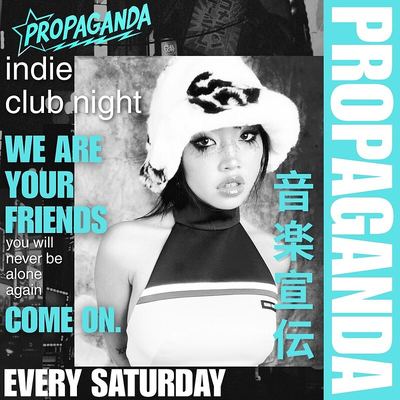 PROPAGANDA
indie
club night
WE ARE
YOUR
FRIENDS
you will
never be
alone
again
COME ON.
音楽宣伝
PROPAGANDA
EVERY SATURDAY